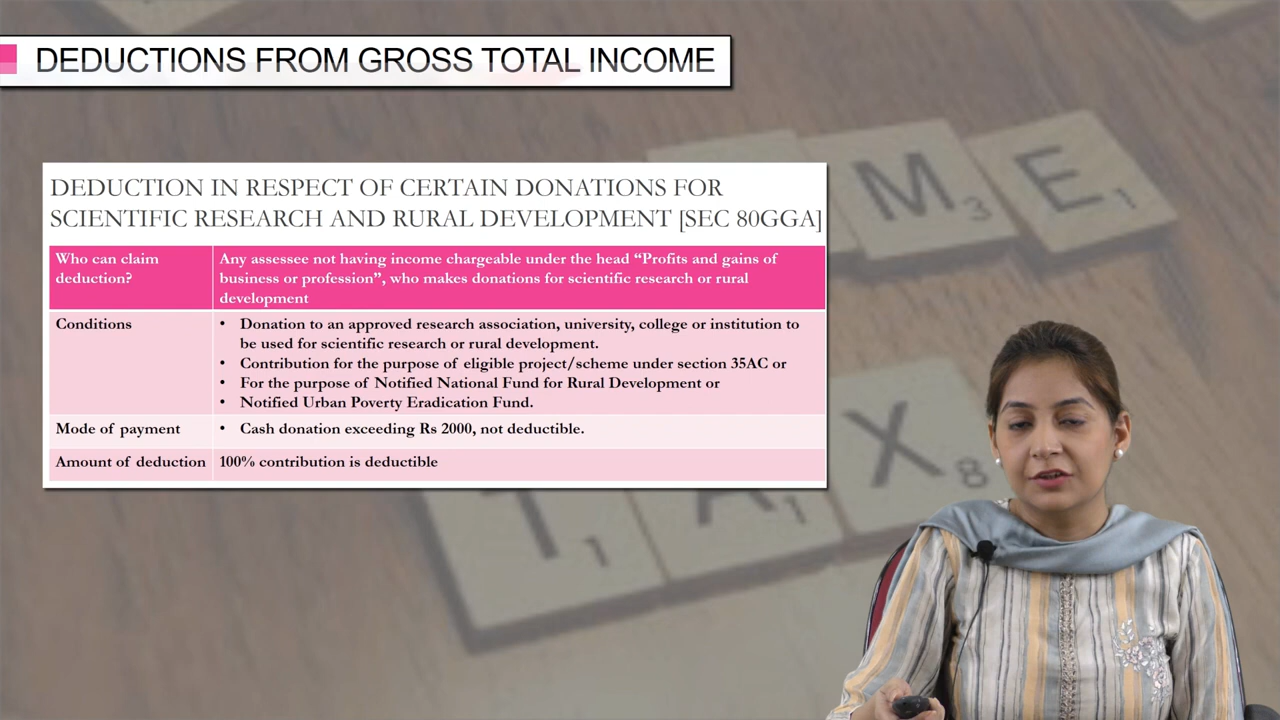 DEDUCTIONS FROM GROSS TOTAL INCOME
DEDUCTION IN RESPECT OF CERTAIN DONATIONS FOR
SCIENTIFIC RESEARCH AND RURAL DEVELOPMENT [SEC 80GGA]
Who can claim
deduction?
Any assessee not having income chargeable under the head “Profits and gains of
business or profession”, who makes donations for scientific research or rural
development
Conditions
• Donation to an approved research association, university, college or institution to
be used for scientific research or rural development.
• Contribution for the purpose of eligible project/scheme under section 35AC or
• For the purpose of Notified National Fund for Rural Development or
• Notified Urban Poverty Eradication Fund.
Mode of payment
• Cash donation exceeding Rs 2000, not deductible.
Amount of deduction
100% contribution is deductible
M3 E1
T1 A1 X8